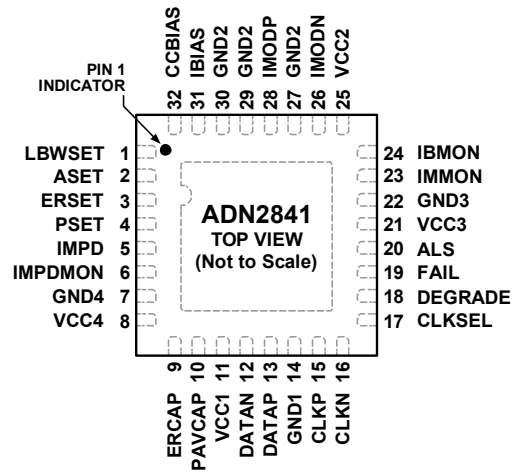 CCBIAS
IBIAS
GND2
GND2
IMODP
GND2
IMODN
VCC2
32 31 30 29 28 27 26 25
PIN 1
INDICATOR
LBWSET 1
ASET 2
ERSET 3
PSET 4
IMPD 5
IMPDMON 6
GND4 7
VCC4 8
ADN2841
TOP VIEW
(Not to Scale)
24 IBMON
23 IMMON
22 GND3
21 VCC3
20 ALS
19 FAIL
18 DEGRADE
17 CLKSEL
ERCAP 9
PAVCAP 10
VCC1 11
DATAN 12
DATAP 13
GND1 14
CLKP 15
CLKN 16